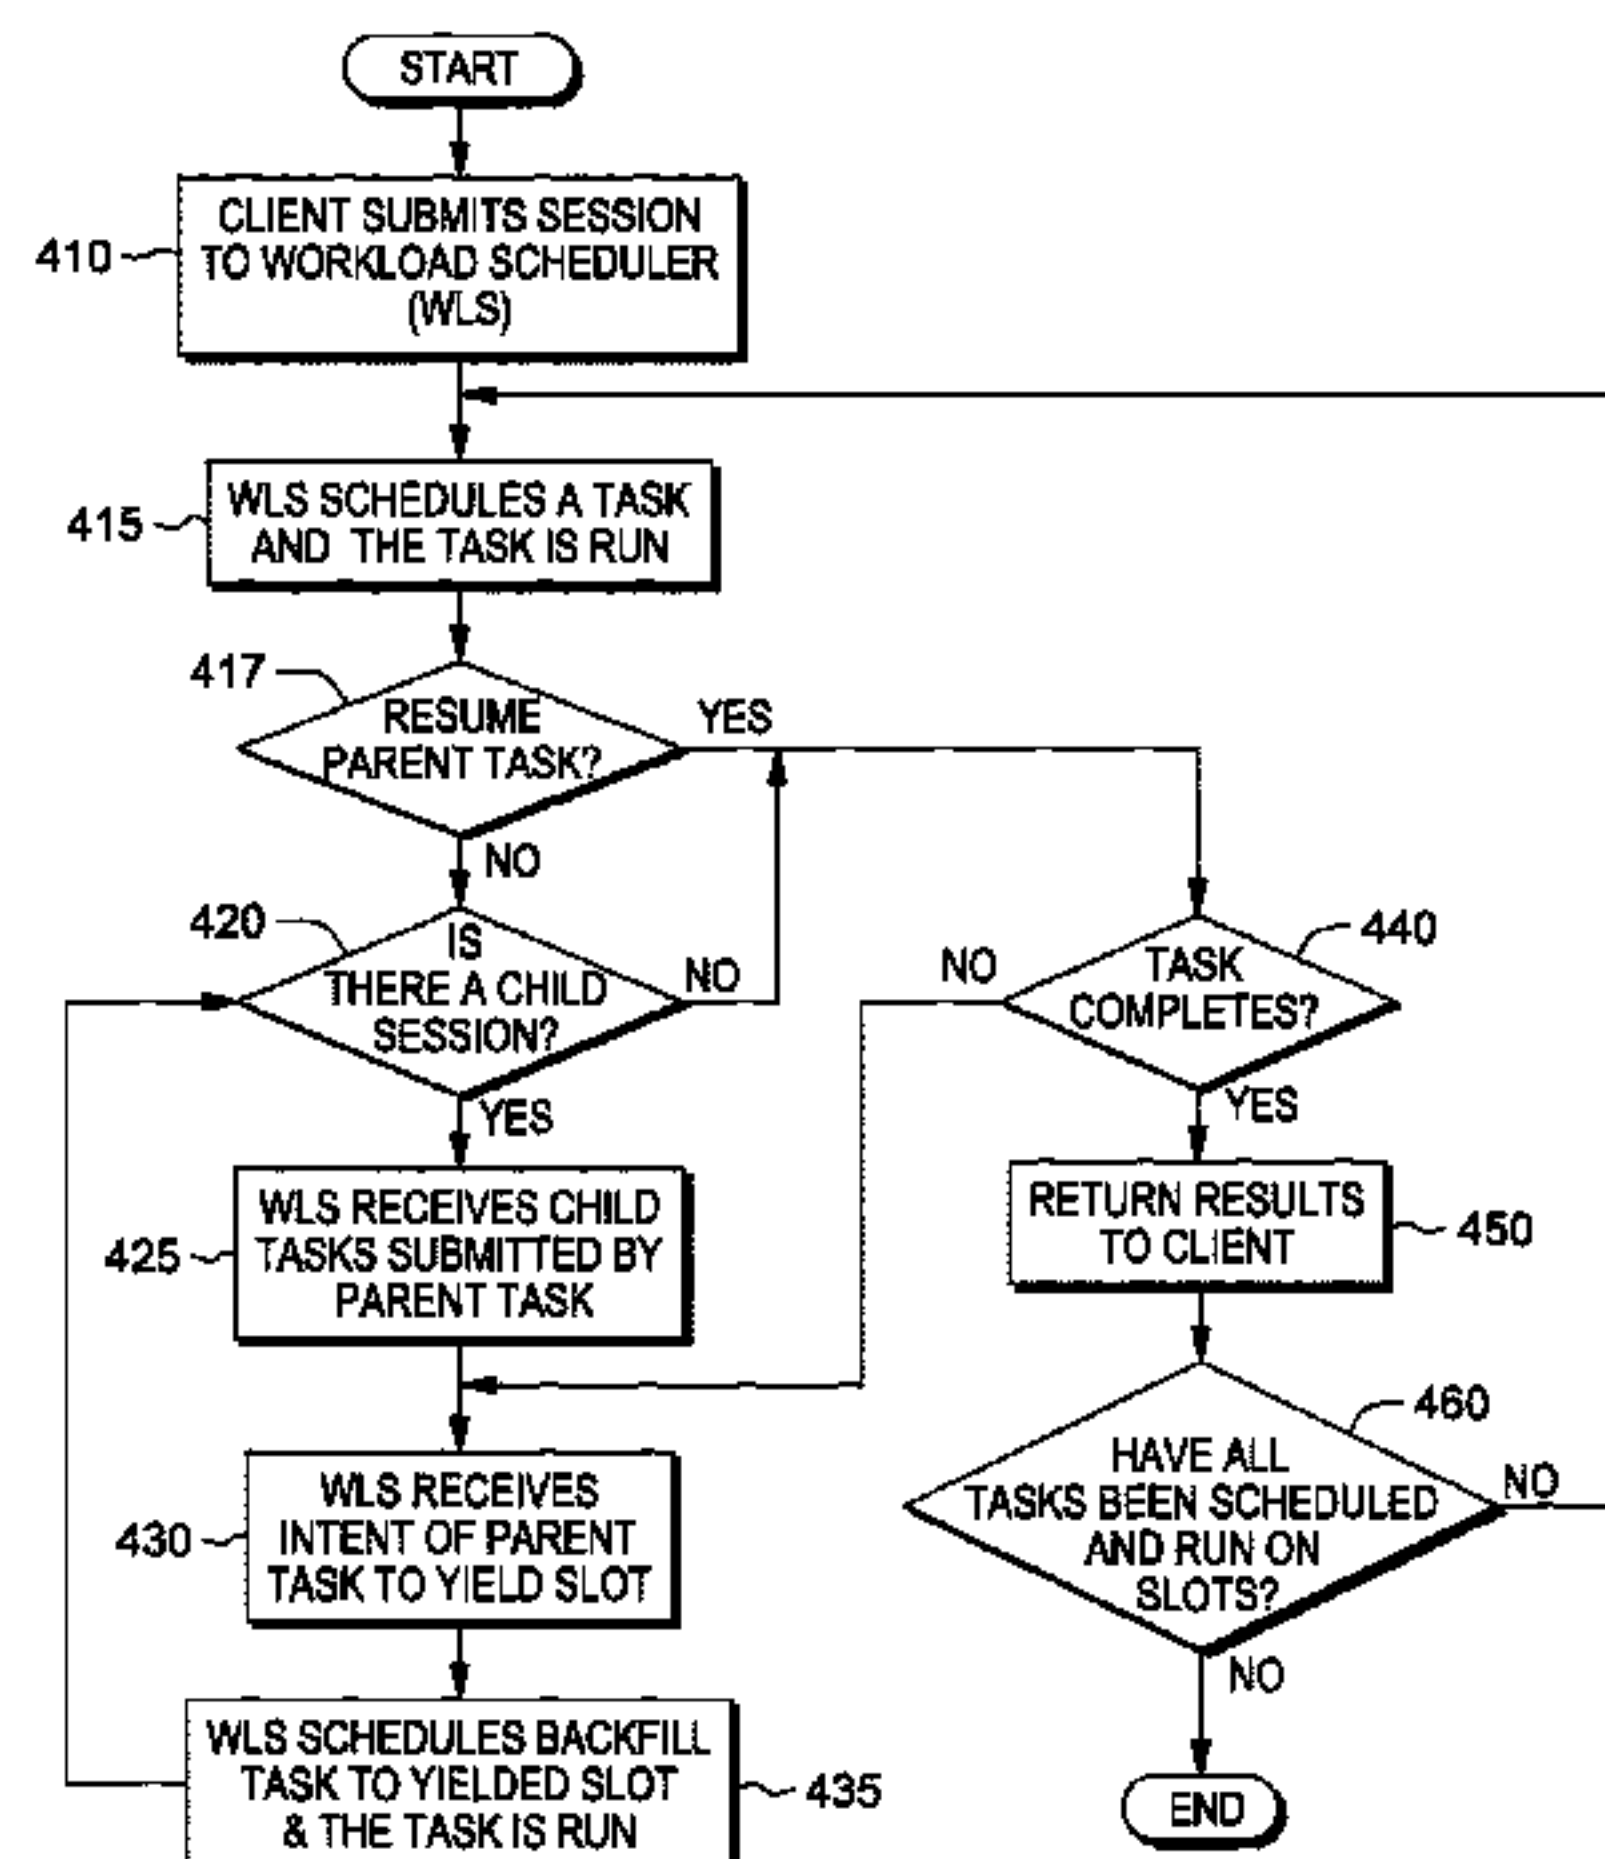 START
CLIENT SUBMITS SESSION
TO WORKLOAD SCHEDULER
(WLS)
410
WLS SCHEDULES A TASK
AND THE TASK IS RUN
415
417
RESUME
PARENT TASK?
YES
NO
420
IS
THERE A CHILD
SESSION?
NO
YES
WLS RECEIVES CHILD
TASKS SUBMITTED BY
PARENT TASK
425
WLS RECEIVES
INTENT OF PARENT
TASK TO YIELD SLOT
430
WLS SCHEDULES BACKFILL
TASK TO YIELDED SLOT
& THE TASK IS RUN
435
440
TASK
COMPLETES?
NO
YES
RETURN RESULTS
TO CLIENT
450
460
HAVE ALL
TASKS BEEN SCHEDULED
AND RUN ON
SLOTS?
NO
NO
END